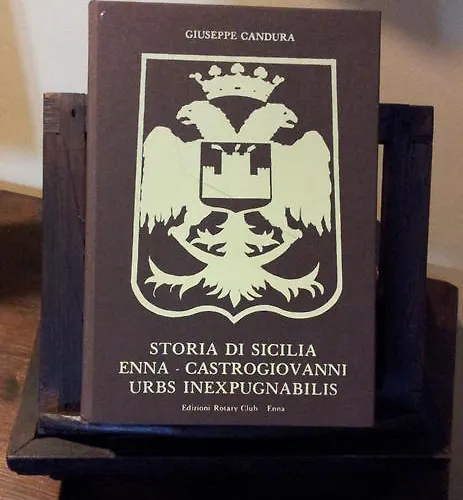 GIUSEPPE CANDURA
STORIA DI SICILIA
ENNA - CASTROGIOVANNI
URBS INEXPUGNABILIS
Edizioni Rotary Club Enna